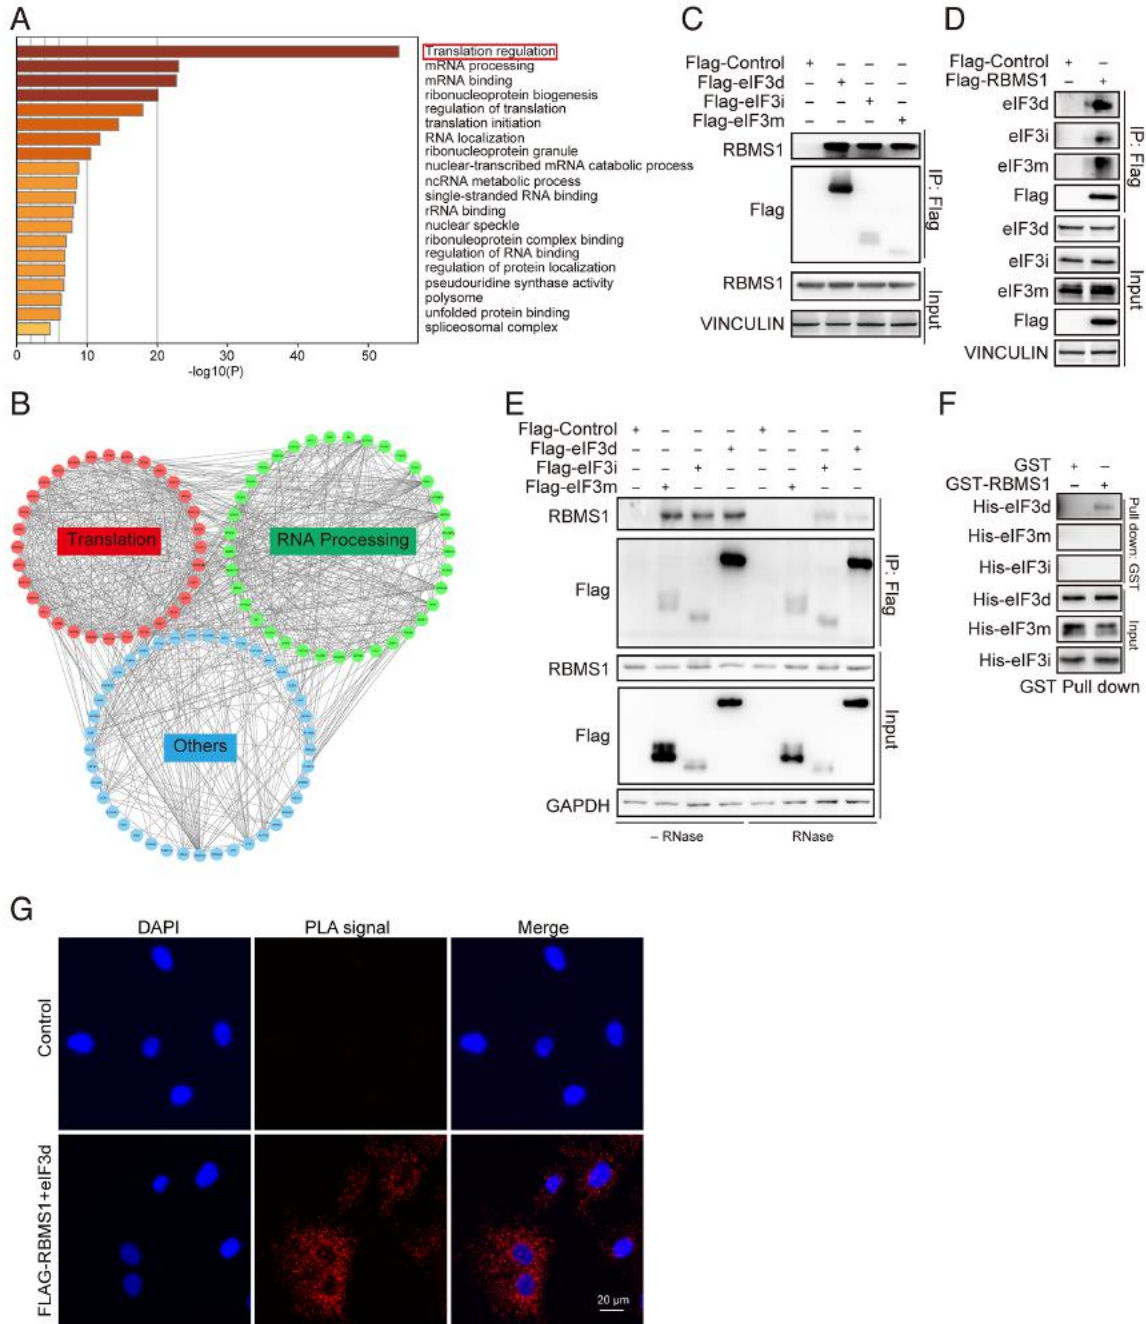 A
Translation regulation
mRNA processing
mRNA binding
ribonucleoprotein biogenesis
regulation of translation
translation initiation
RNA localization
ribonucleoprotein granule
nuclear-transcribed mRNA catabolic process
ncRNA metabolic process
single-stranded RNA binding
rRNA binding
nuclear speckle
ribonuleoprotein complex binding
regulation of RNA binding
regulation of protein localization
pseudouridine synthase activity
polysome
unfolded protein binding
spliceosomal complex
0 10 20 30 40 50
-log10(P)
B
Translation
RNA Processing
Others
C
Flag-Control + – – –
Flag-eIF3d – + – –
Flag-eIF3i – – + –
Flag-eIF3m – – – +
RBMS1
Flag
IP: Flag
RBMS1
VINCULIN
Input
D
Flag-Control + –
Flag-RBMS1 – +
eIF3d
eIF3i
eIF3m
Flag
IP: Flag
eIF3d
eIF3i
eIF3m
Flag
VINCULIN
Input
E
Flag-Control + – – – + – – –
Flag-eIF3d – – – + – – – +
Flag-eIF3i – – + – – – + –
Flag-eIF3m – + – – – + – –
RBMS1
Flag
IP: Flag
RBMS1
Flag
GAPDH
Input
– RNase
RNase
F
GST + –
GST-RBMS1 – +
His-eIF3d
His-eIF3m
His-eIF3i
Pull down: GST
His-eIF3d
His-eIF3m
His-eIF3i
Input
GST Pull down
G
DAPI
PLA signal
Merge
Control
FLAG-RBMS1+eIF3d
20 µm